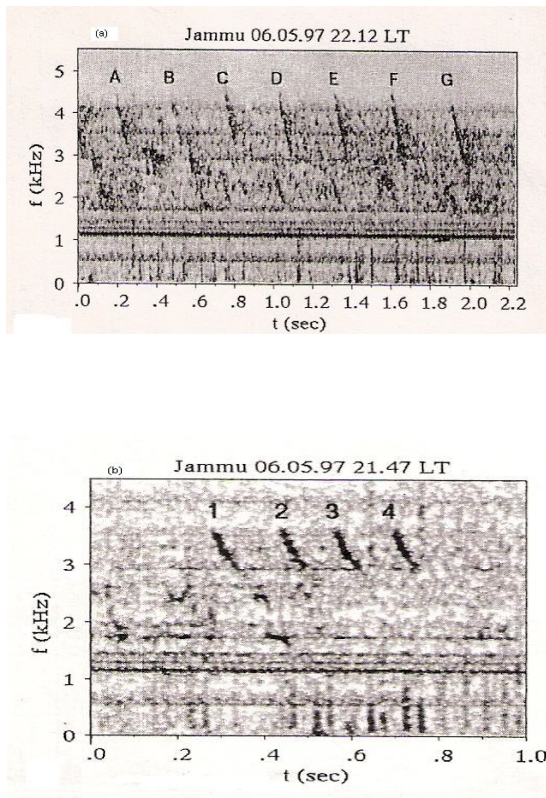 (a)
Jammu 06.05.97 22.12 LT
A B C D E F G
5
4
3
2
1
0
f (kHz)
.0 .2 .4 .6 .8 1.0 1.2 1.4 1.6 1.8 2.0 2.2
t (sec)
(b)
Jammu 06.05.97 21.47 LT
1 2 3 4
4
3
2
1
0
f (kHz)
.0 .2 .4 .6 .8 1.0
t (sec)